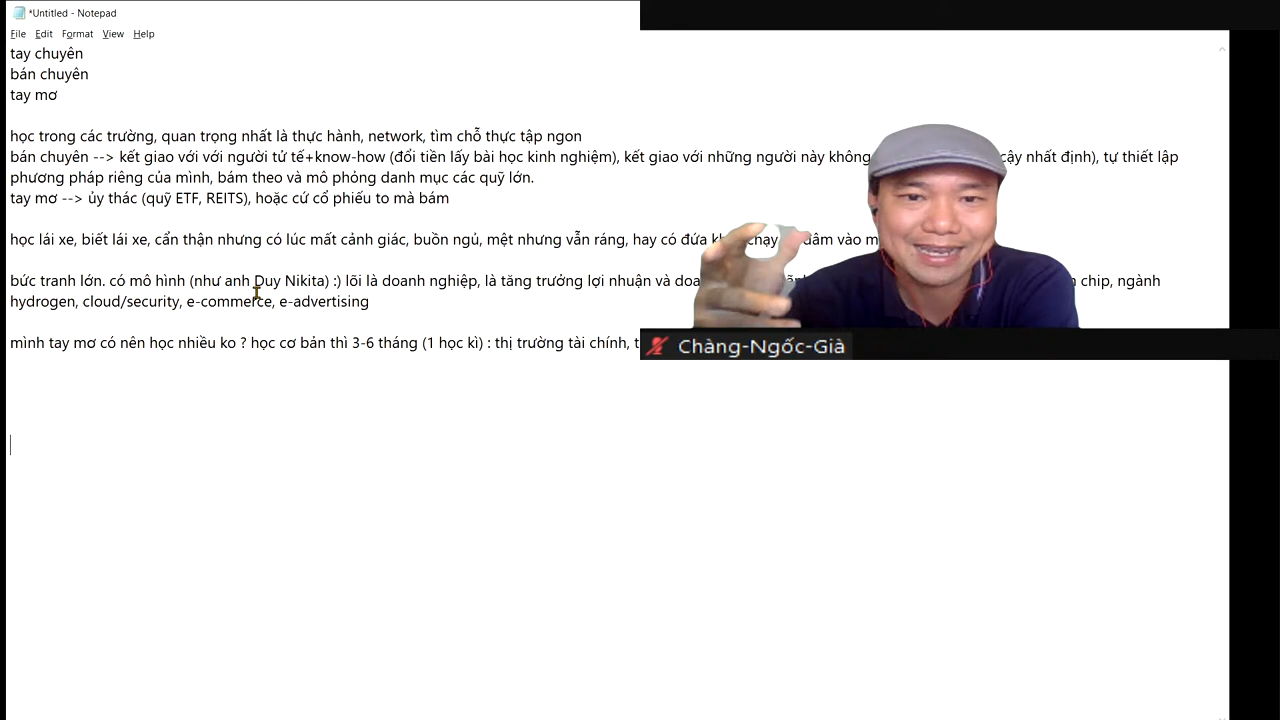 *Untitled - Notepad
File Edit Format View Help
tay chuyên
bán chuyên
tay mơ
học trong các trường, quan trọng nhất là thực hành, network, tìm chỗ thực tập ngon
bán chuyên --> kết giao với với người tử tế+know-how (đổi tiền lấy bài học kinh nghiệm), kết giao với những người này không cậy nhất định), tự thiết lập
phương pháp riêng của mình, bám theo và mô phỏng danh mục các quỹ lớn.
tay mơ --> ủy thác (quỹ ETF, REITS), hoặc cứ cổ phiếu to mà bám
học lái xe, biết lái xe, cẩn thận nhưng có lúc mất cảnh giác, buồn ngủ, mệt nhưng vẫn ráng, hay có đứa đâm vào
bức tranh lớn. có mô hình (như anh Duy Nikita) :) lõi là doanh nghiệp, là tăng trưởng lợi nhuận và chip, ngành
hydrogen, cloud/security, e-commerce, e-advertising
mình tay mơ có nên học nhiều ko ? học cơ bản thì 3-6 tháng (1 học kì) : thị trường tài chính,
Chàng-Ngốc-Già